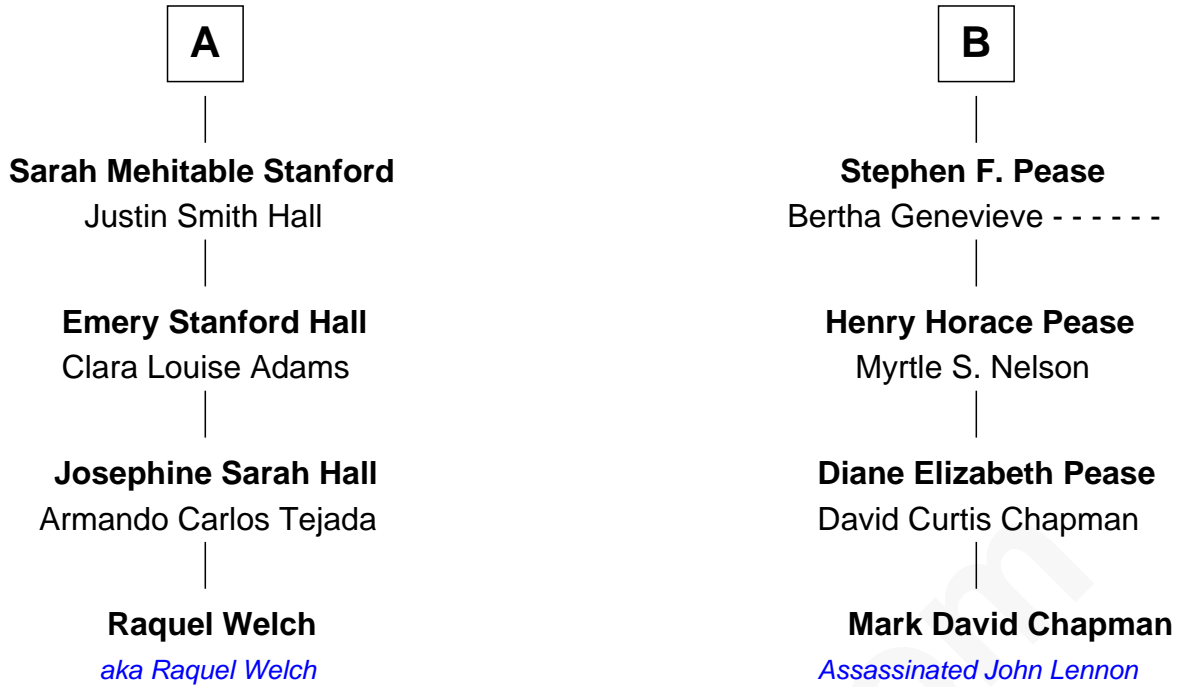 A
Sarah Mehitable Stanford
Justin Smith Hall
Emery Stanford Hall
Clara Louise Adams
Josephine Sarah Hall
Armando Carlos Tejada
Raquel Welch
aka Raquel Welch
B
Stephen F. Pease
Bertha Genevieve - - - - - -
Henry Horace Pease
Myrtle S. Nelson
Diane Elizabeth Pease
David Curtis Chapman
Mark David Chapman
Assassinated John Lennon